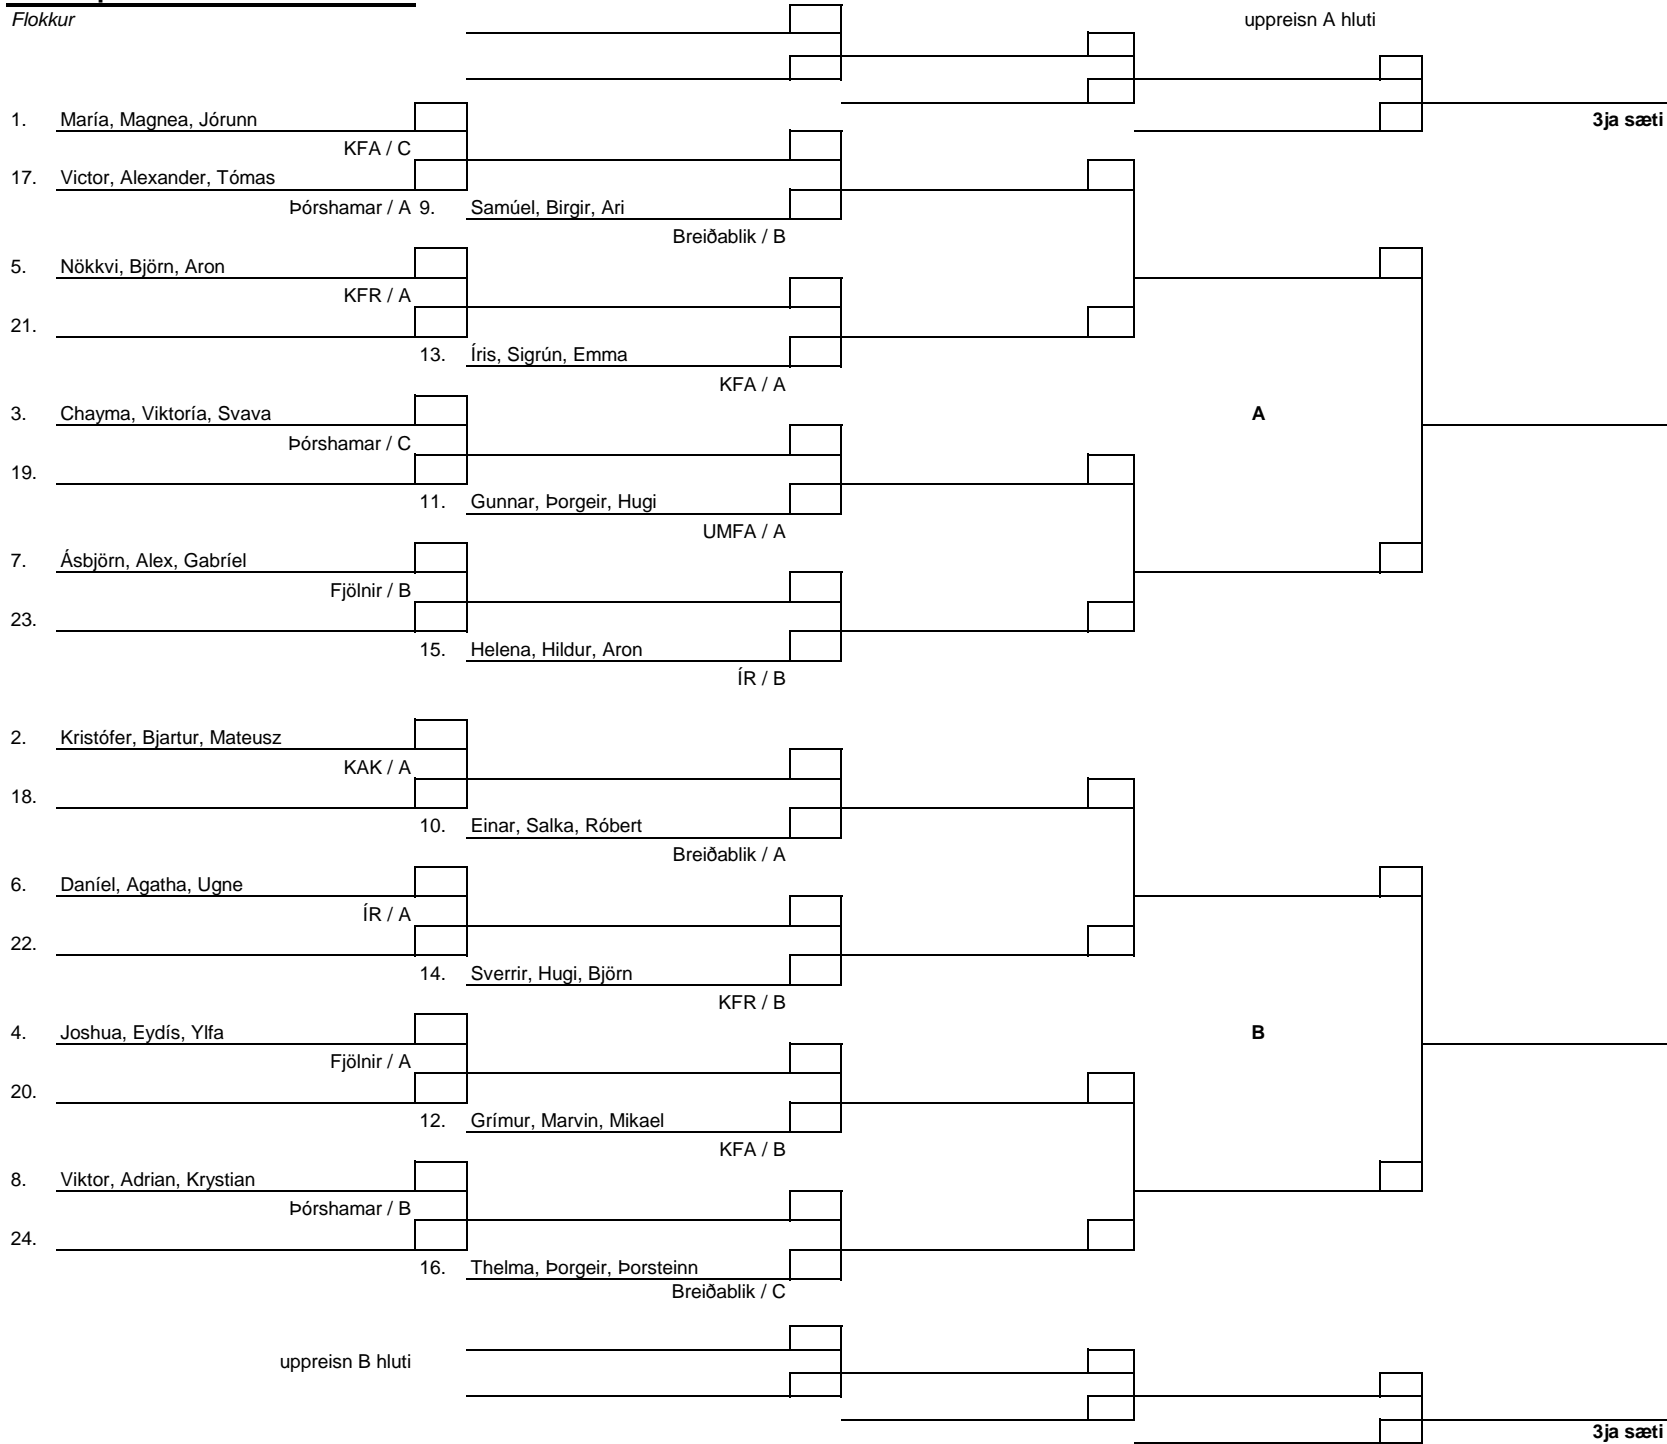 Flokkur
uppreisn A hluti
1. María, Magnea, Jórunn
3ja sæti
KFA / C
17. Victor, Alexander, Tómas
Þórshamar / A 9. Samúel, Birgir, Ari
Breiðablik / B
5. Nökkvi, Björn, Aron
KFR / A
21.
13. Íris, Sigrún, Emma
KFA / A
3. Chayma, Viktoría, Svava
A
Þórshamar / C
19.
11. Gunnar, Þorgeir, Hugi
UMFA / A
7. Ásbjörn, Alex, Gabríel
Fjölnir / B
23.
15. Helena, Hildur, Aron
ÍR / B
2. Kristófer, Bjartur, Mateusz
KAK / A
18.
10. Einar, Salka, Róbert
Breiðablik / A
6. Daníel, Agatha, Ugne
ÍR / A
22.
14. Sverrir, Hugi, Björn
KFR / B
4. Joshua, Eydís, Ylfa
B
Fjölnir / A
20.
12. Grímur, Marvin, Mikael
KFA / B
8. Viktor, Adrian, Krystian
Þórshamar / B
24.
16. Thelma, Þorgeir, Þorsteinn
Breiðablik / C
uppreisn B hluti
3ja sæti